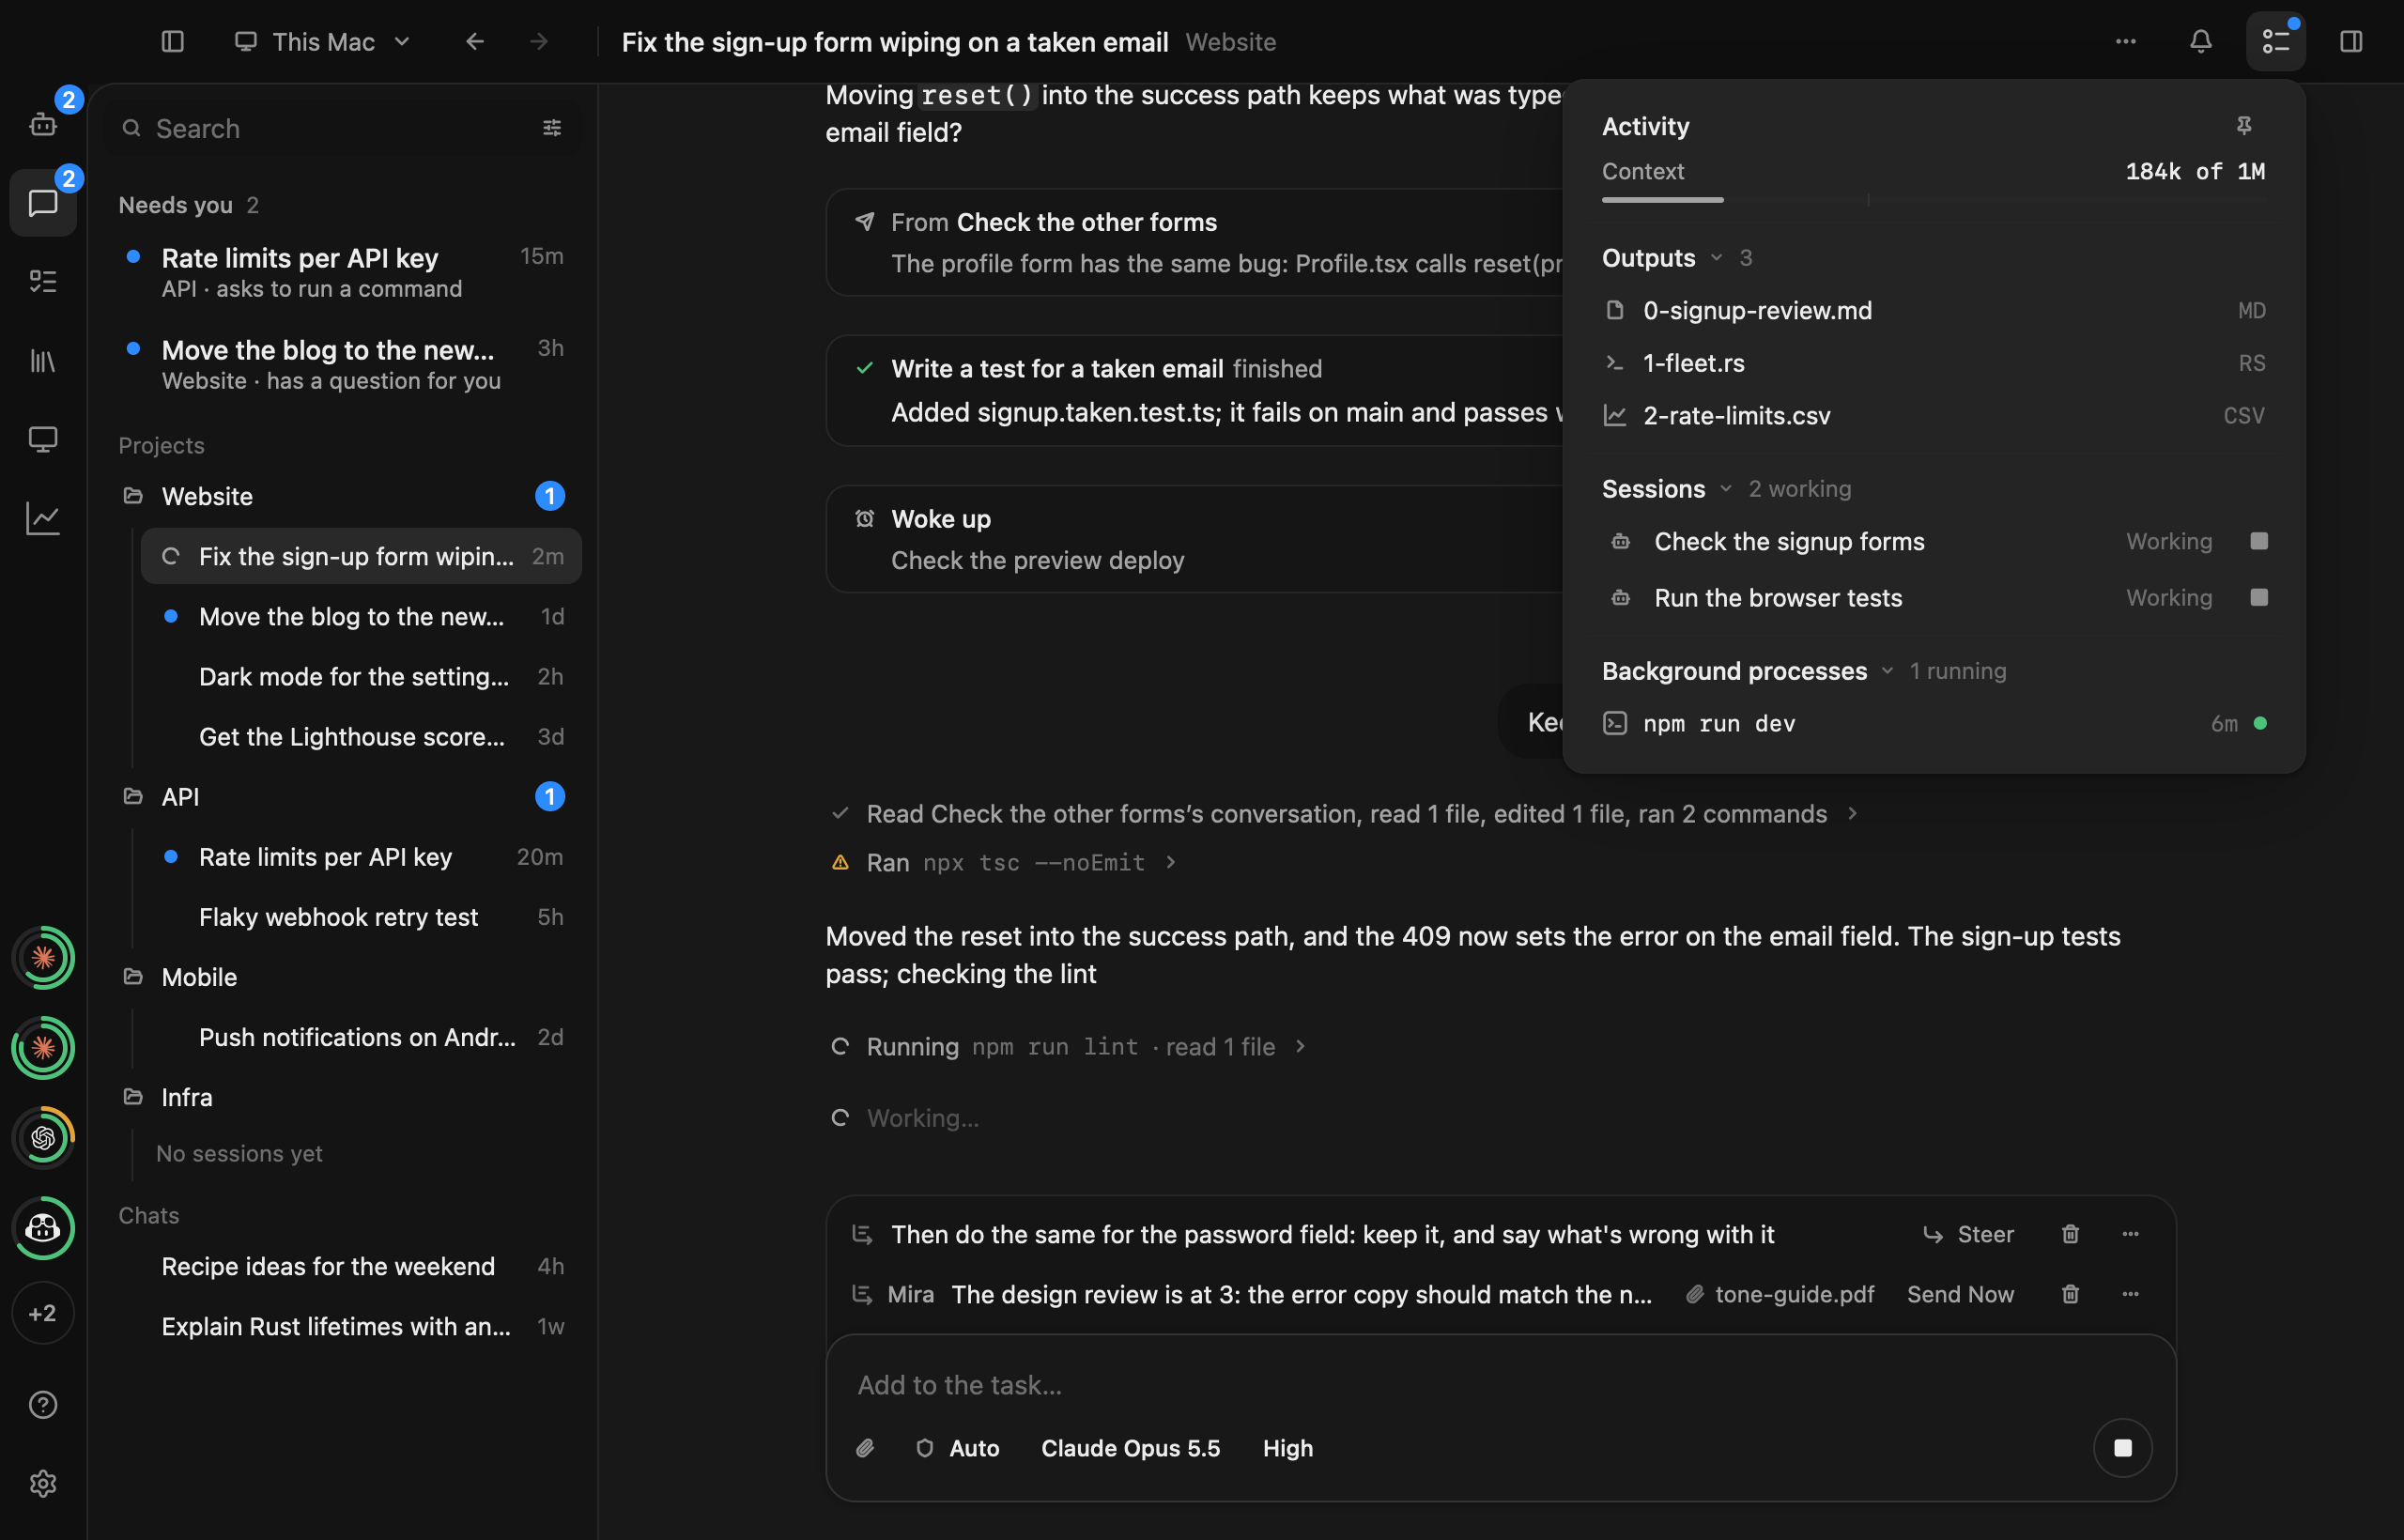 This Mac
Fix the sign-up form wiping on a taken email Website
2
2
+2
Search
Needs you 2
Rate limits per API key 15m
API · asks to run a command
Move the blog to the new... 3h
Website · has a question for you
Projects
Website 1
Fix the sign-up form wipin... 2m
Move the blog to the new... 1d
Dark mode for the setting... 2h
Get the Lighthouse score... 3d
API 1
Rate limits per API key 20m
Flaky webhook retry test 5h
Mobile
Push notifications on Andr... 2d
Infra
No sessions yet
Chats
Recipe ideas for the weekend 4h
Explain Rust lifetimes with an... 1w
Moving reset() into the success path keeps what was
email field?
From Check the other forms
The profile form has the same bug: Profile.tsx calls
Write a test for a taken email finished
Added signup.taken.test.ts; it fails on main and passes
Woke up
Check the preview deploy
Read Check the other forms’s conversation, read 1 file, edited 1 file, ran 2 commands
Ran npx tsc --noEmit
Moved the reset into the success path, and the 409 now sets the error on the email field. The sign-up tests
pass; checking the lint
Running npm run lint · read 1 file
Working...
Then do the same for the password field: keep it, and say what's wrong with it Steer
Mira The design review is at 3: the error copy should match the n... tone-guide.pdf Send Now
Add to the task...
Auto Claude Opus 5.5 High
Activity
Context 184k of 1M
Outputs 3
0-signup-review.md MD
1-fleet.rs RS
2-rate-limits.csv CSV
Sessions 2 working
Check the signup forms Working
Run the browser tests Working
Background processes 1 running
npm run dev 6m